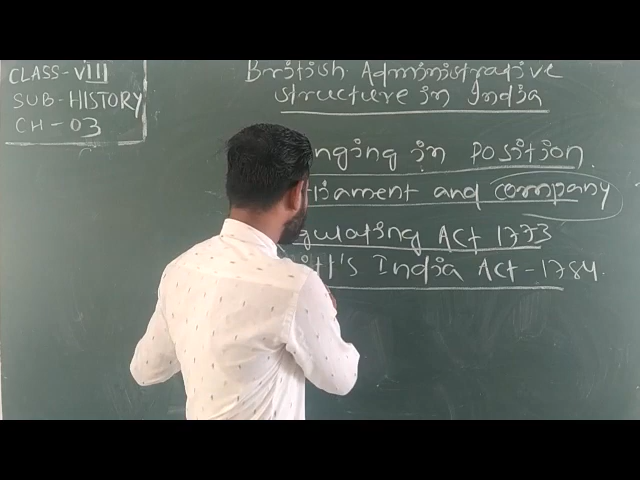 CLASS-VIII
SUB-HISTORY
CH-03
British Administrative
structure in India
nging in Position.
liament and company
gulating Act 1773
itt's India Act-1784.